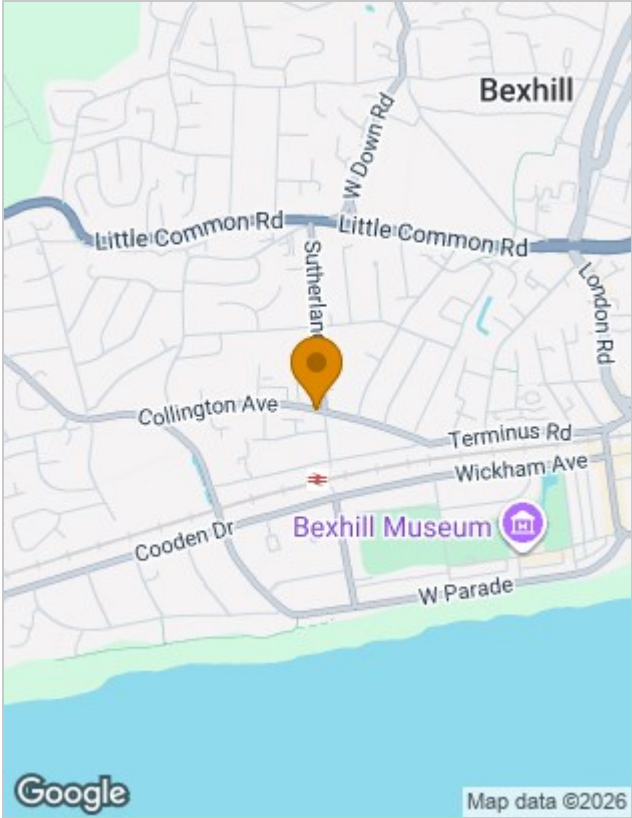 Bexhill
W Down Rd
Little Common Rd
Little Common Rd
Sutherlan
London Rd
Collington Ave
Terminus Rd
Wickham Ave
Bexhill Museum
Cooden Dr
W Parade
Google
Map data ©2026